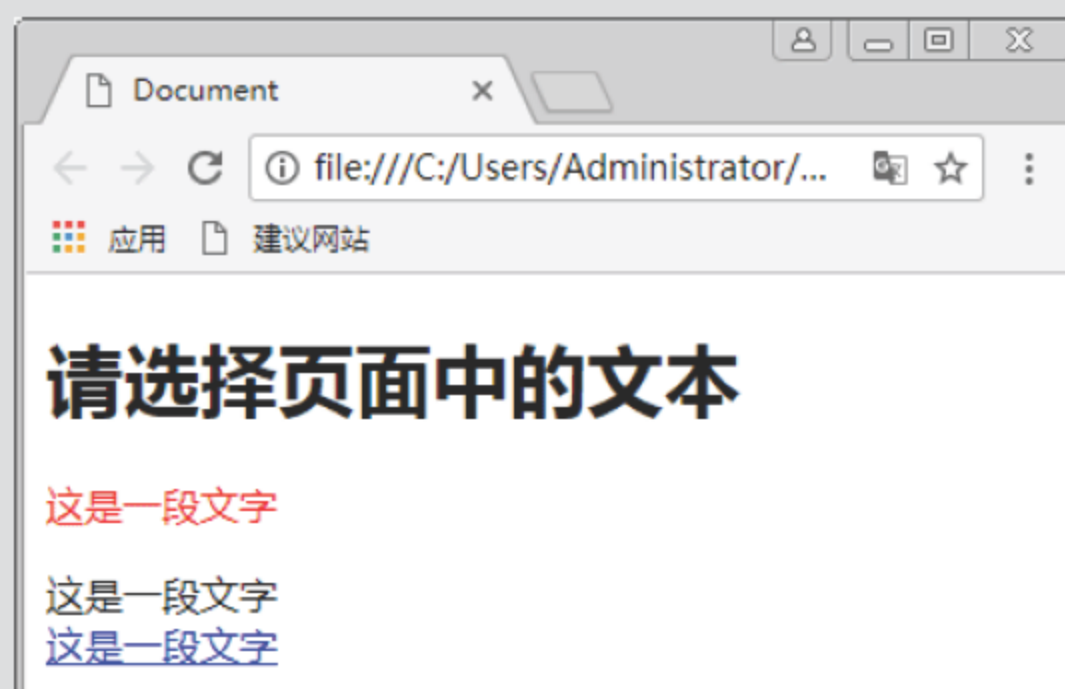 Document
file:///C:/Users/Administrator/...
应用 建议网站
请选择页面中的文本
这是一段文字
这是一段文字
这是一段文字